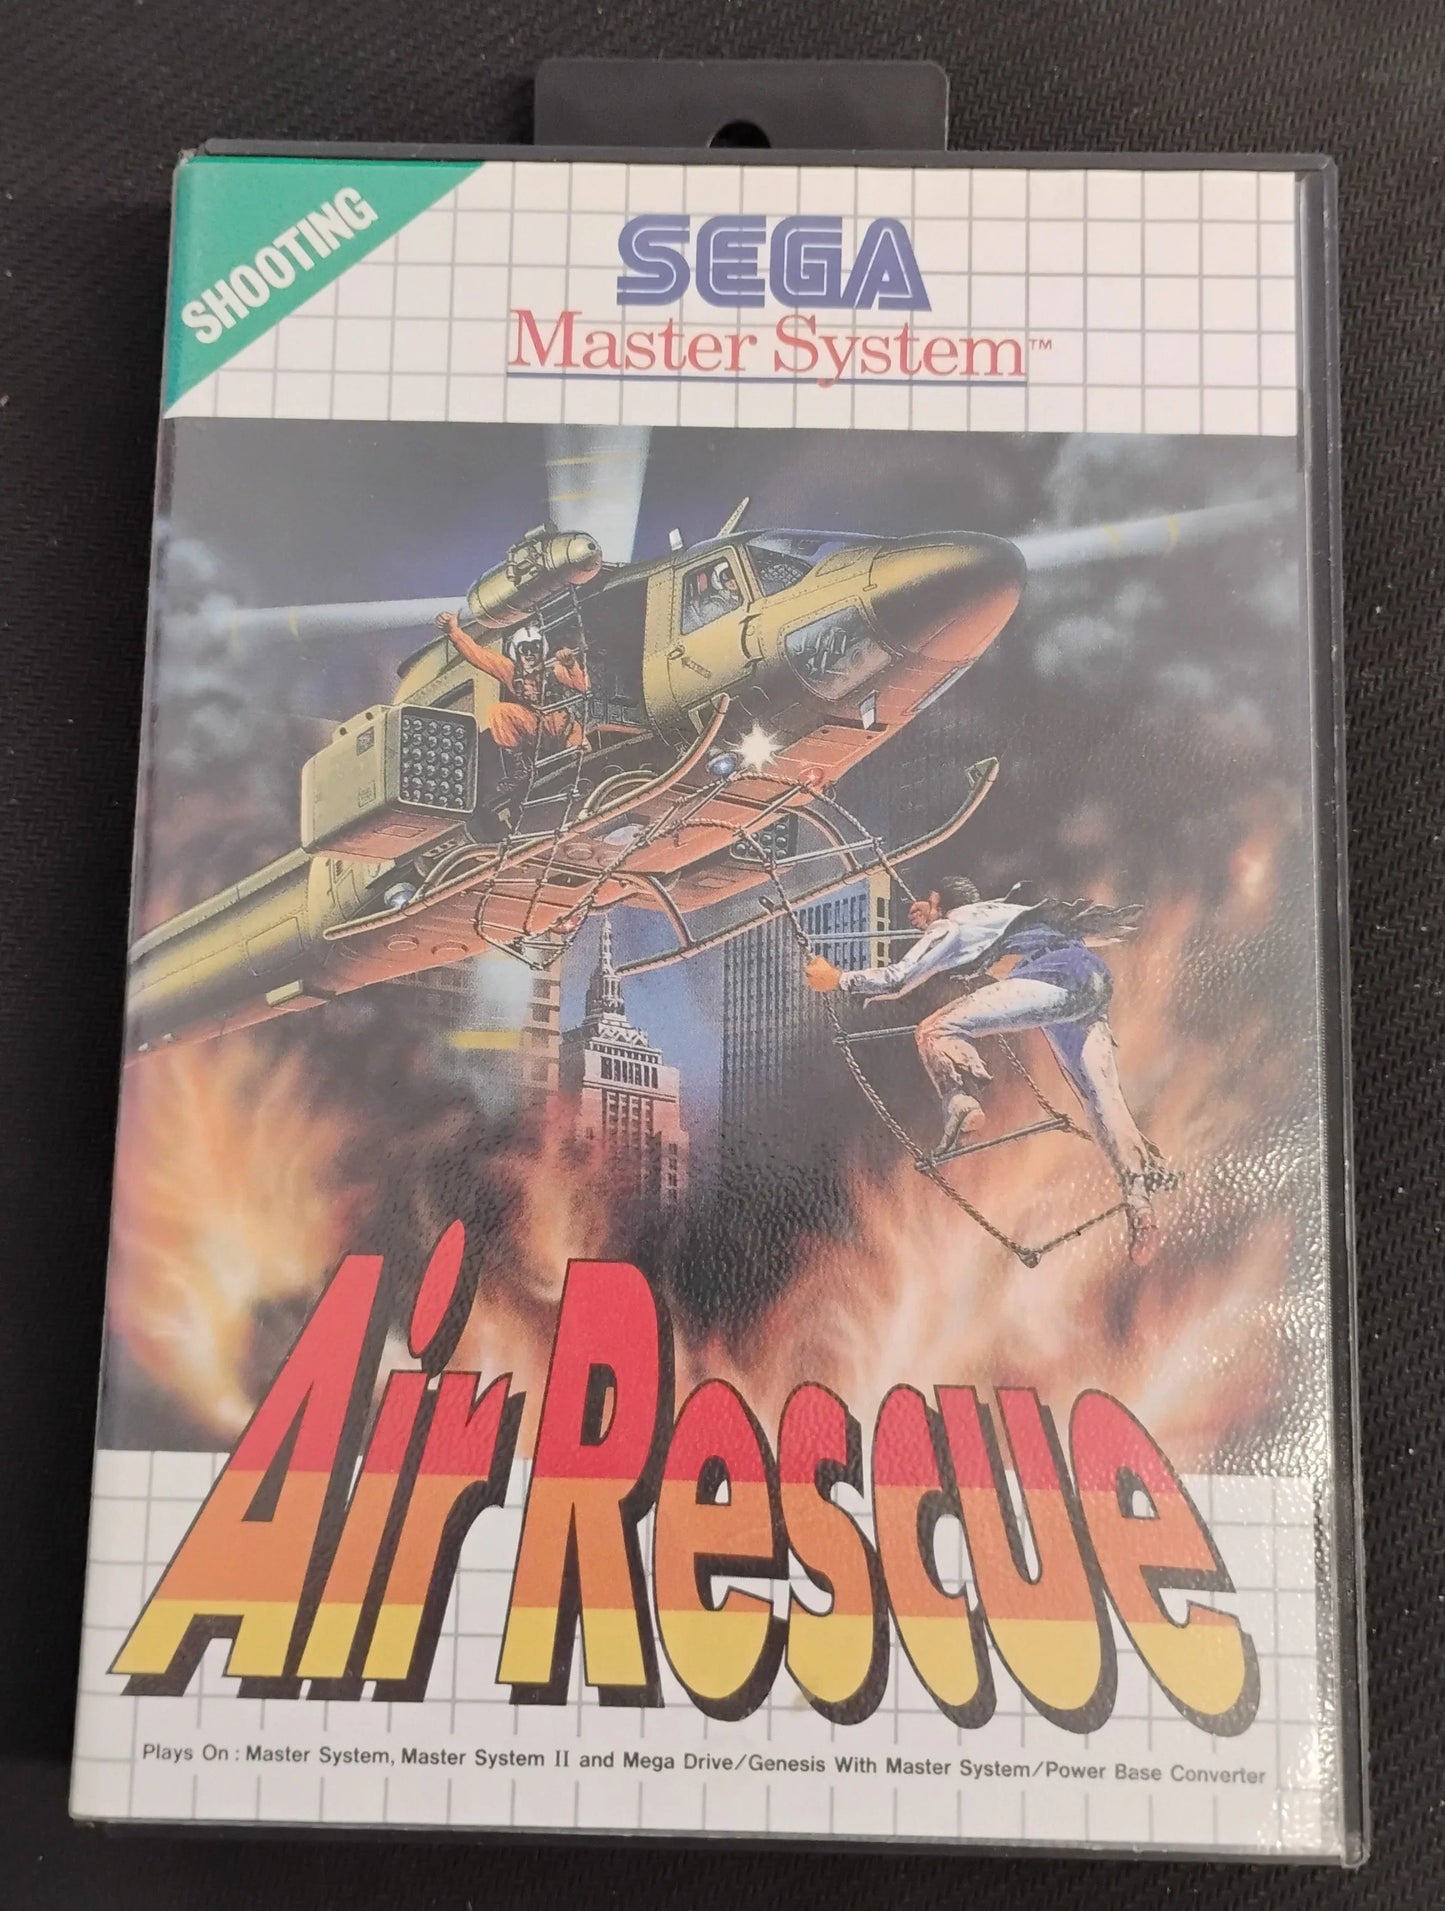 SHOOTING
SEGA
Master System™
Air Rescue
Plays On : Master System, Master System II and Mega Drive/Genesis With Master System/Power Base Converter